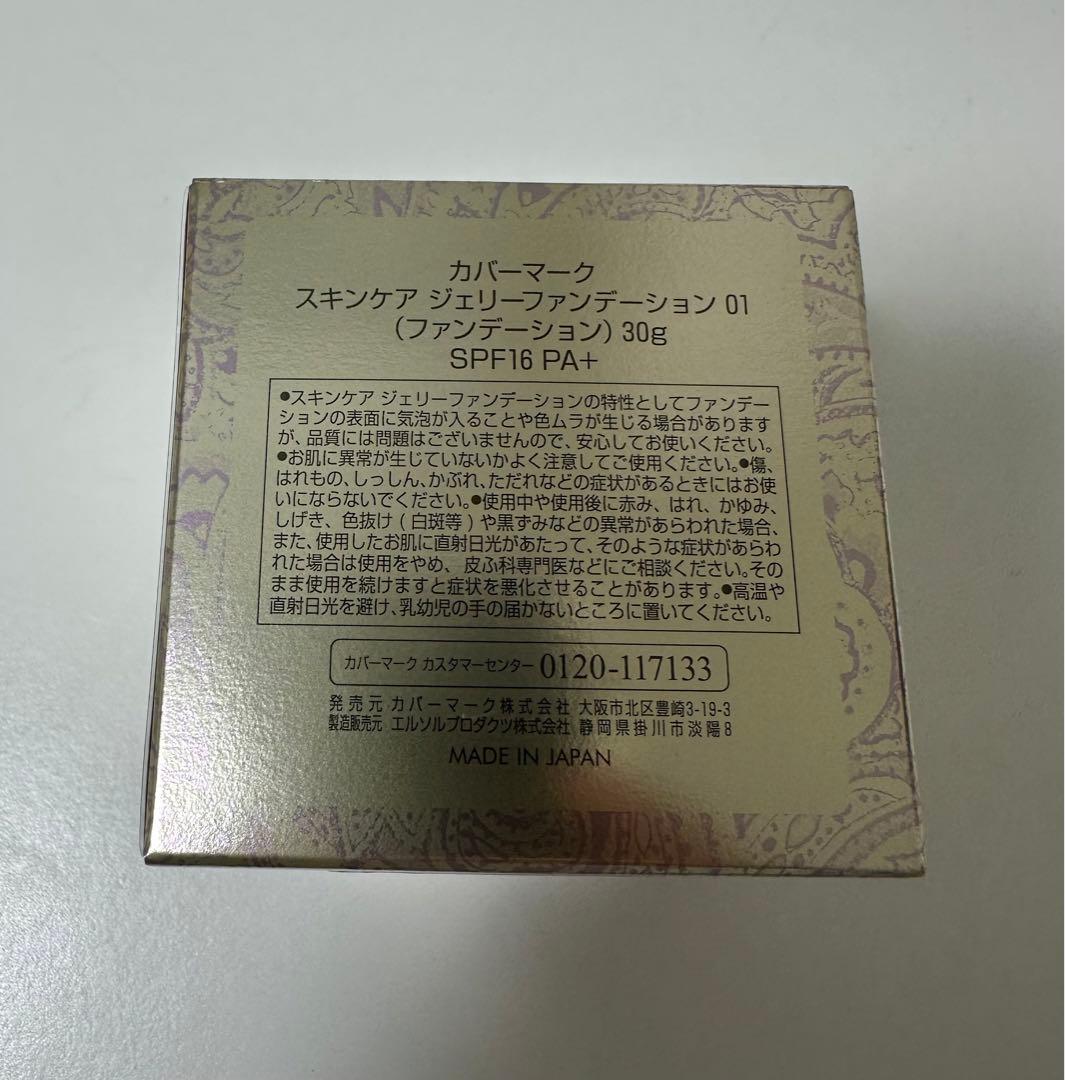 カバーマーク
スキンケア ジェリーファンデーション 01
(ファンデーション) 30g
SPF16 PA+
●スキンケア ジェリーファンデーションの特性としてファンデー
ションの表面に気泡が入ることや色ムラが生じる場合があります
が、品質には問題はございませんので、安心してお使いください。
●お肌に異常が生じていないかよく注意してご使用ください。●傷、
はれもの、しっしん、かぶれ、ただれなどの症状があるときにはお使
いにならないでください。●使用中や使用後に赤み、はれ、かゆみ、
しげき、色抜け(白斑等)や黒ずみなどの異常があらわれた場合、
また、使用したお肌に直射日光があたって、そのような症状があらわ
れた場合は使用をやめ、皮ふ科専門医などにご相談ください。その
まま使用を続けますと症状を悪化させることがあります。●高温や
直射日光を避け、乳幼児の手の届かないところに置いてください。
カバーマーク カスタマーセンター 0120-117133
発売元 カバーマーク株式会社 大阪市北区豊崎3-19-3
製造販売元 エルソルプロダクツ株式会社 静岡県掛川市淡陽8
MADE IN JAPAN